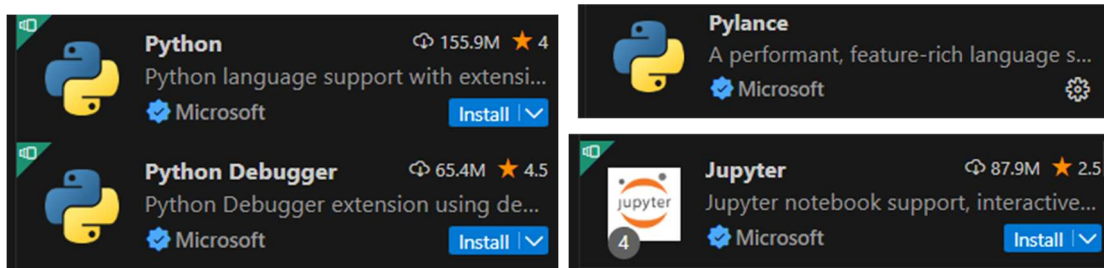 Python 155.9M 4
Python language support with extensi...
Microsoft Install
Python Debugger 65.4M 4.5
Python Debugger extension using de...
Microsoft Install
Pylance
A performant, feature-rich language s...
Microsoft
Jupyter 87.9M 2.5
jupyter
Jupyter notebook support, interactive...
4
Microsoft Install